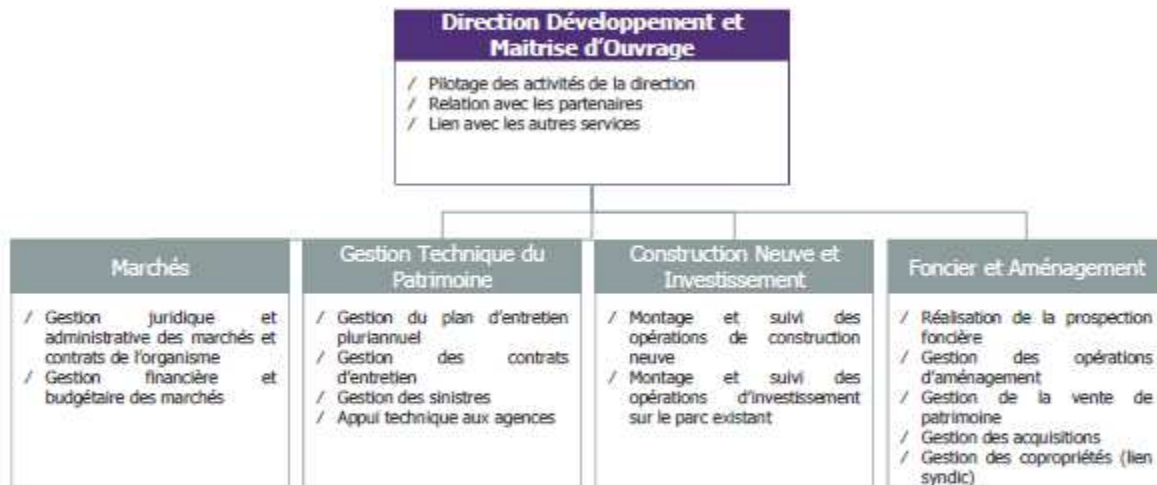 Direction Développement et
Maitrise d'Ouvrage
/ Pilotage des activités de la direction
/ Relation avec les partenaires
/ Lien avec les autres services
Marchés
/ Gestion juridique et
administrative des marchés et
contrats de l'organisme
/ Gestion financière et
budgétaire des marchés
Gestion Technique du
Patrimoine
/ Gestion du plan d'entretien
pluriannuel
/ Gestion des contrats
d'entretien
/ Gestion des sinistres
/ Appui technique aux agences
Construction Neuve et
Investissement
/ Montage et suivi des
opérations de construction
neuve
/ Montage et suivi des
opérations d'investissement
sur le parc existant
Foncier et Aménagement
/ Réalisation de la prospection
foncière
/ Gestion des opérations
d'aménagement
/ Gestion de la vente de
patrimoine
/ Gestion des acquisitions
/ Gestion des copropriétés (lien
syndic)